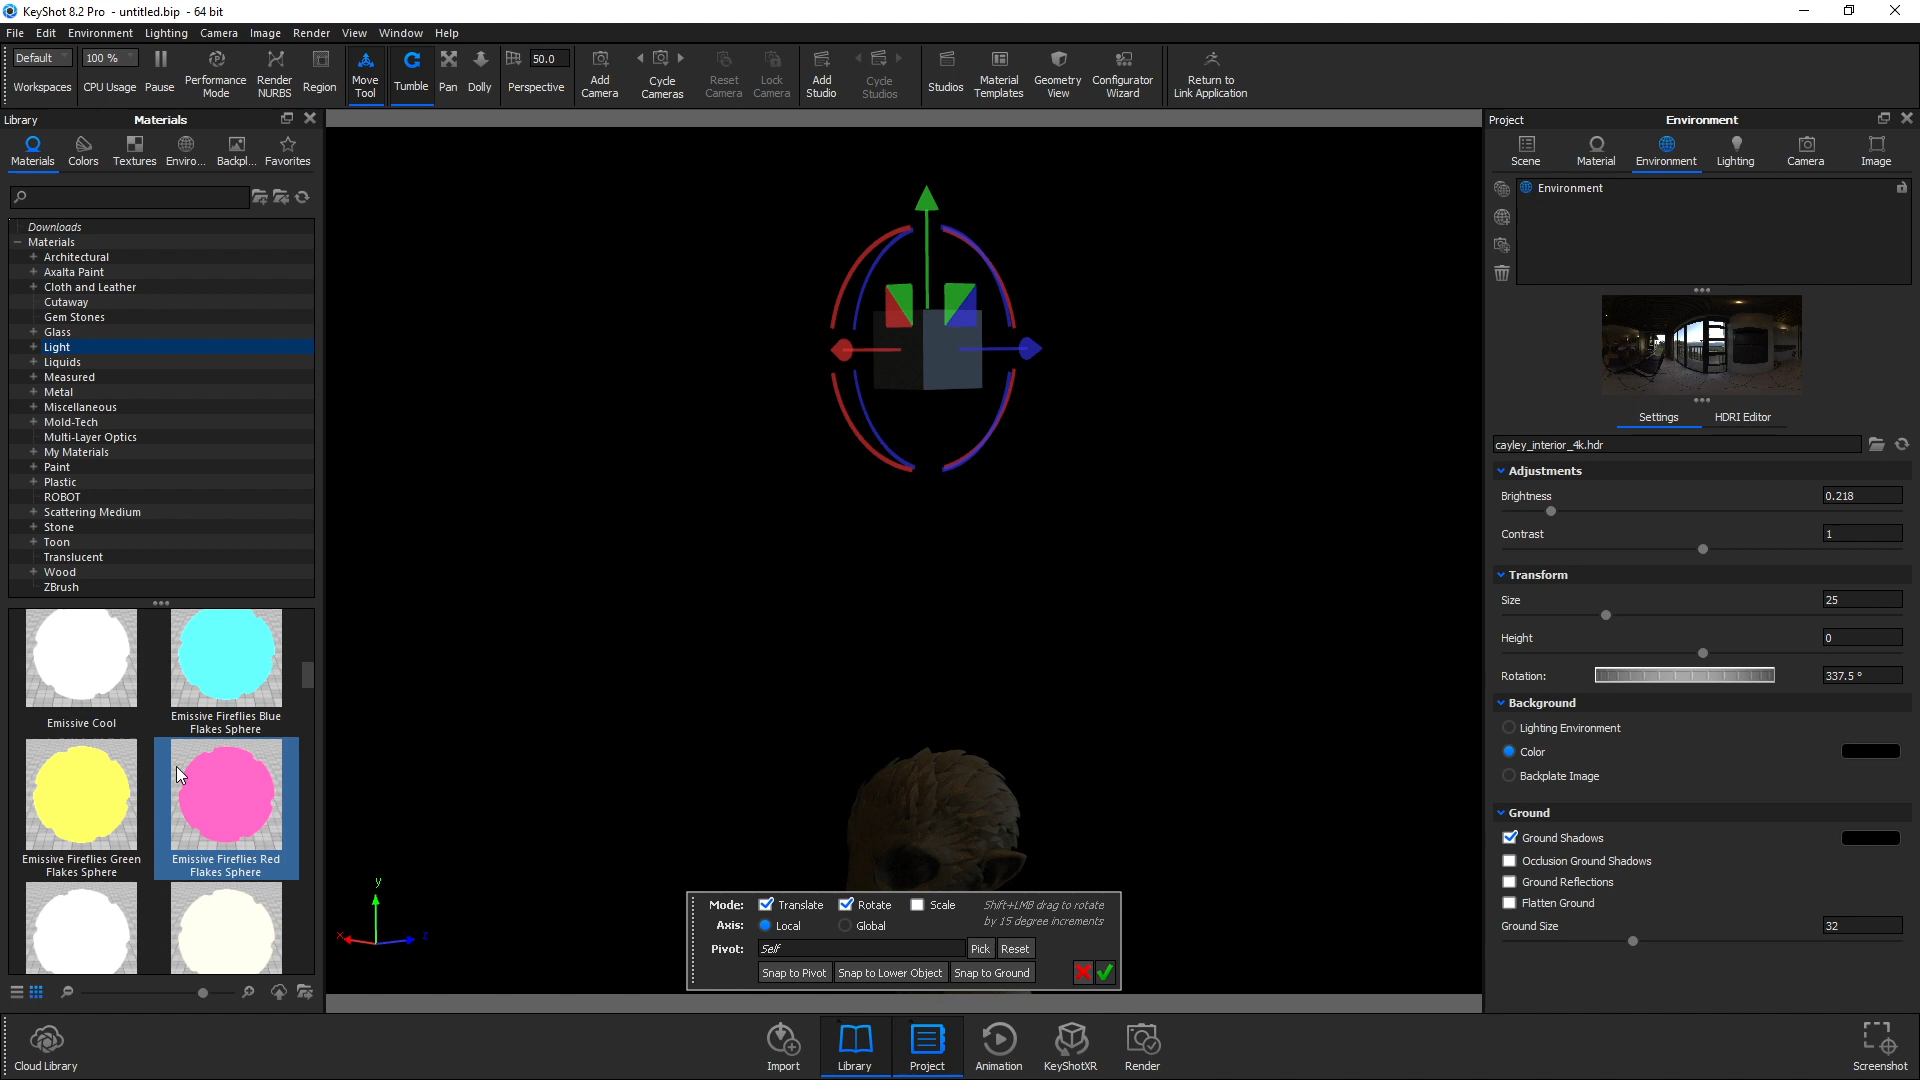 KeyShot 8.2 Pro - untitled.bip - 64 bit
File Edit Environment Lighting Camera Image Render View Window Help
Default 100 % 50.0
Workspaces CPU Usage Pause Performance Mode Render NURBS Region Move Tool Tumble Pan Dolly Perspective Add Camera Cycle Cameras Reset Camera Lock Camera Add Studio Cycle Studios Studios Material Templates Geometry View Configurator Wizard Return to Link Application
Library Materials
Materials Colors Textures Enviro... Backpl... Favorites
Downloads
Materials
Architectural
Axalta Paint
Cloth and Leather
Cutaway
Gem Stones
Glass
Light
Liquids
Measured
Metal
Miscellaneous
Mold-Tech
Multi-Layer Optics
My Materials
Paint
Plastic
ROBOT
Scattering Medium
Stone
Toon
Translucent
Wood
ZBrush
Emissive Cool
Emissive Fireflies Blue
Flakes Sphere
Emissive Fireflies Green
Flakes Sphere
Emissive Fireflies Red
Flakes Sphere
y
x z
Mode: Translate Rotate Scale
Shift+LMB drag to rotate
by 15 degree increments
Axis: Local Global
Pivot: Self Pick Reset
Snap to Pivot Snap to Lower Object Snap to Ground
Project Environment
Scene Material Environment Lighting Camera Image
Environment
Settings HDRI Editor
cayley_interior_4k.hdr
Adjustments
Brightness 0.218
Contrast 1
Transform
Size 25
Height 0
Rotation: 337.5 °
Background
Lighting Environment
Color
Backplate Image
Ground
Ground Shadows
Occlusion Ground Shadows
Ground Reflections
Flatten Ground
Ground Size 32
Cloud Library Import Library Project Animation KeyShotXR Render Screenshot